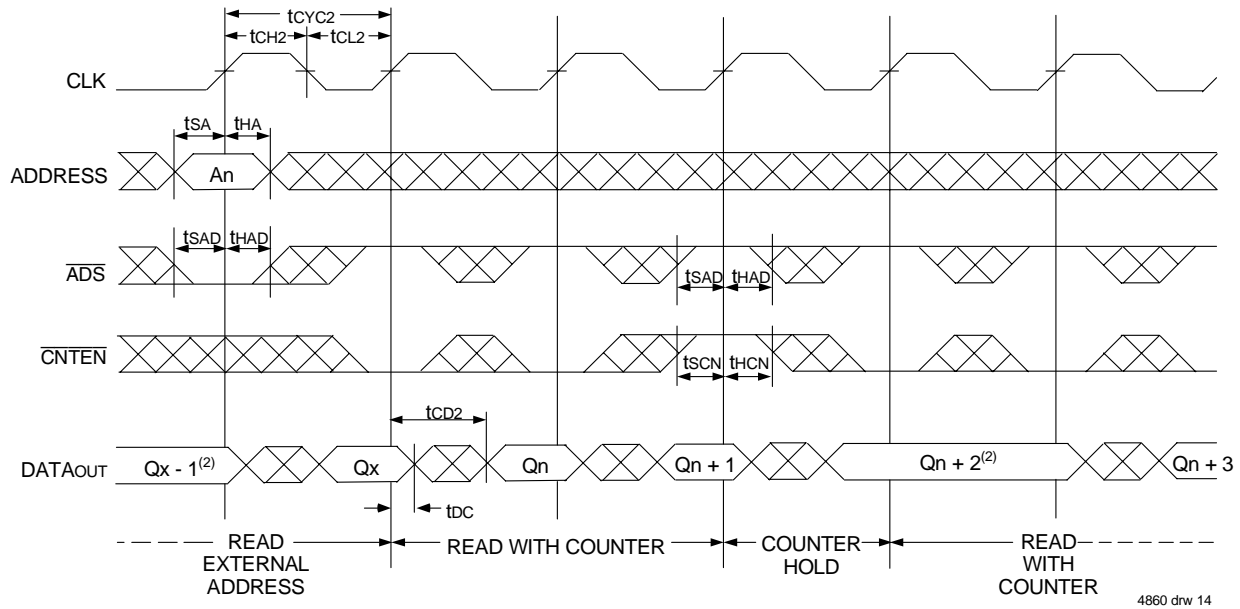 tCYC2
tCH2 tCL2
CLK
tSA tHA
ADDRESS An
tSAD tHAD
ADS
tSAD tHAD
CNTEN
tSCN tHCN
tCD2
DATAOUT Qx - 1(2) Qx Qn Qn + 1 Qn + 2(2) Qn + 3
tDC
READ EXTERNAL ADDRESS
READ WITH COUNTER
COUNTER HOLD
READ WITH COUNTER
4860 drw 14